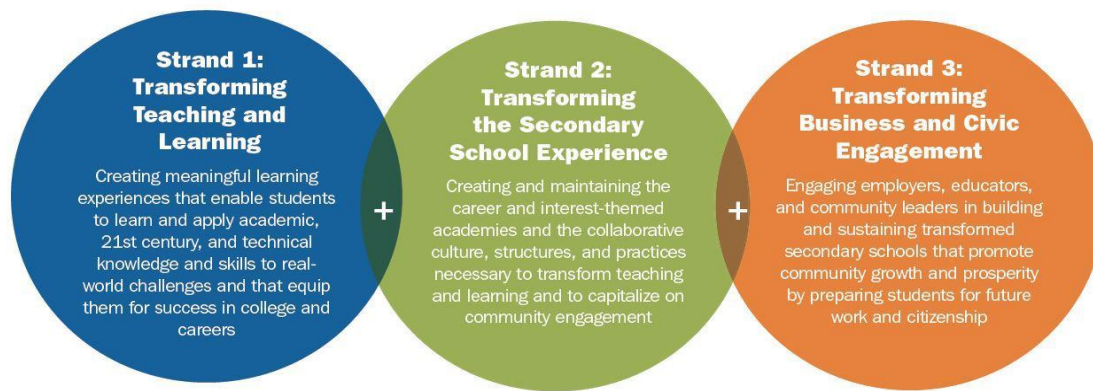 Strand 1:
Transforming
Teaching and
Learning
Creating meaningful learning
experiences that enable students
to learn and apply academic,
21st century, and technical
knowledge and skills to real-
world challenges and that equip
them for success in college and
careers
+
Strand 2:
Transforming
the Secondary
School Experience
Creating and maintaining the
career and interest-themed
academies and the collaborative
culture, structures, and practices
necessary to transform teaching
and learning and to capitalize on
community engagement
+
Strand 3:
Transforming
Business and Civic
Engagement
Engaging employers, educators,
and community leaders in building
and sustaining transformed
secondary schools that promote
community growth and prosperity
by preparing students for future
work and citizenship